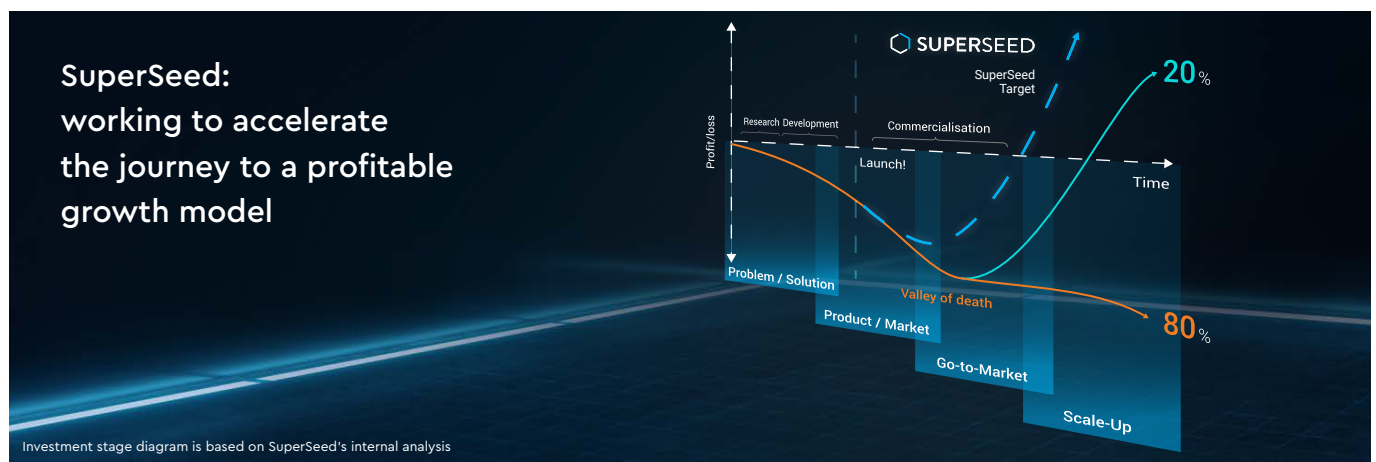 SuperSeed:
working to accelerate
the journey to a profitable
growth model
SUPERSEED
SuperSeed
Target
20%
Research Development
Commercialisation
Profit/loss
Launch!
Time
Problem / Solution
Valley of death
Product / Market
80%
Go-to-Market
Scale-Up
Investment stage diagram is based on SuperSeed's internal analysis